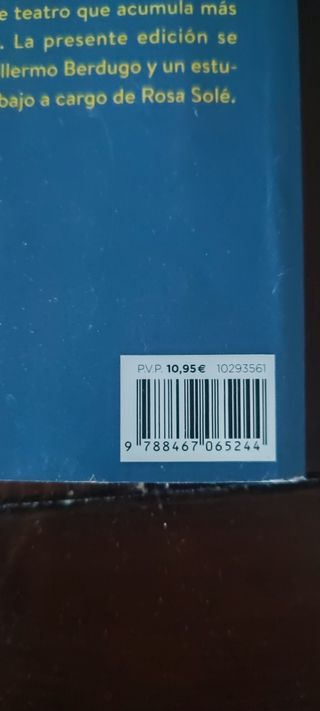 e teatro que acumula más
. La presente edición se
illermo Berdugo y un estu-
bajo a cargo de Rosa Solé.
P.V.P. 10,95 € 10293561
9 788467 065244